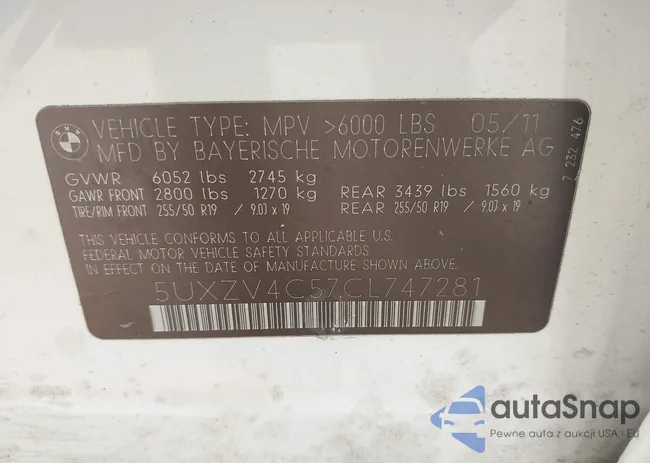 BMW
VEHICLE TYPE: MPV >6000 LBS 05/11
MFD BY BAYERISCHE MOTORENWERKE AG
7 232 476
GVWR 6052 lbs 2745 kg
GAWR FRONT 2800 lbs 1270 kg REAR 3439 lbs 1560 kg
TIRE/RIM FRONT 255/50 R19 / 9.0J x 19 REAR 255/50 R19 / 9.0J x 19
THIS VEHICLE CONFORMS TO ALL APPLICABLE U.S.
FEDERAL MOTOR VEHICLE SAFETY STANDARDS
IN EFFECT ON THE DATE OF MANUFACTURE SHOWN ABOVE.
5UXZV4C57CL747281
autaSnap
Pewne auta z aukcji USA i EU